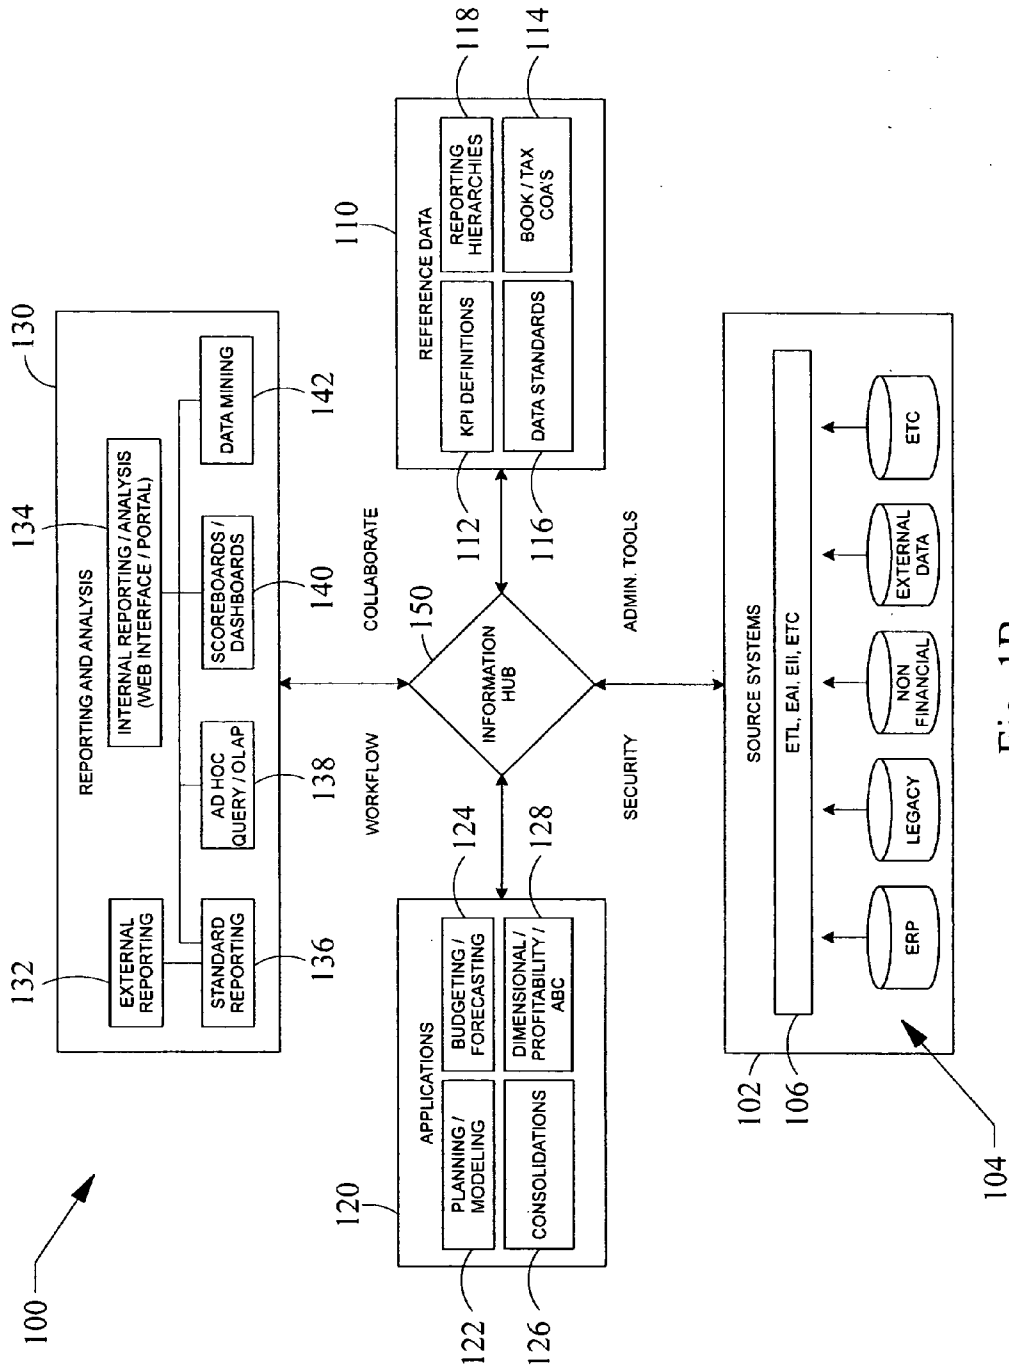 100
130
REPORTING AND ANALYSIS
132
EXTERNAL
REPORTING
134
INTERNAL REPORTING / ANALYSIS
(WEB INTERFACE / PORTAL)
STANDARD
REPORTING
136
AD HOC
QUERY / OLAP
138
SCOREBOARDS /
DASHBOARDS
140
DATA MINING
142
WORKFLOW
COLLABORATE
120
APPLICATIONS
PLANNING /
MODELING
122
BUDGETING /
FORECASTING
124
CONSOLIDATIONS
126
DIMENSIONAL /
PROFITABILITY /
ABC
128
150
INFORMATION
HUB
110
REFERENCE DATA
KPI DEFINITIONS
112
REPORTING
HIERARCHIES
118
DATA STANDARDS
116
BOOK / TAX
COA'S
114
SECURITY
ADMIN. TOOLS
102
SOURCE SYSTEMS
106
ETL, EAI, EII, ETC
104
ERP
LEGACY
NON
FINANCIAL
EXTERNAL
DATA
ETC